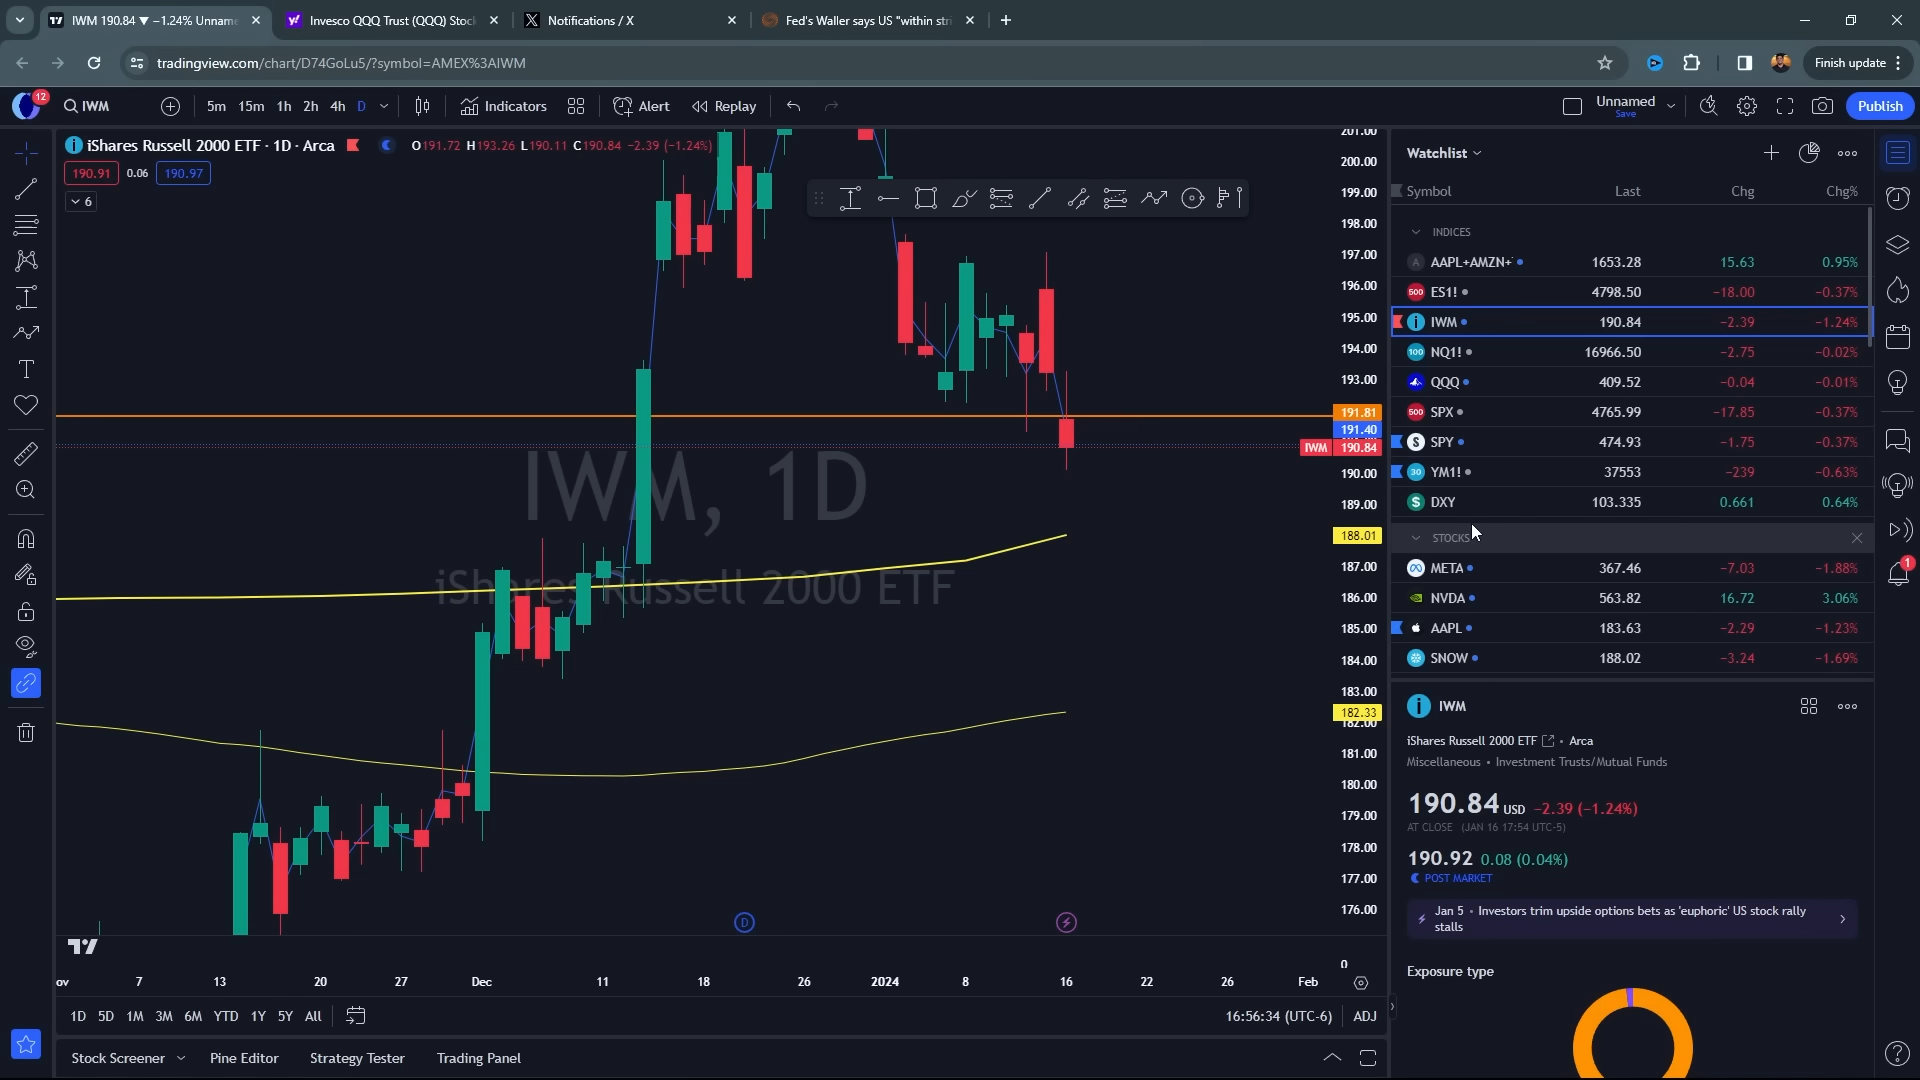 IWM 190.84 ▼ −1.24% Unname
Invesco QQQ Trust (QQQ) Stoc
Notifications / X
Fed's Waller says US "within stri
tradingview.com/chart/D74GoLu5/?symbol=AMEX%3AIWM
Finish update
12
IWM
5m 15m 1h 2h 4h D
Indicators
Alert
Replay
Unnamed
Save
Publish
iShares Russell 2000 ETF · 1D · Arca
O191.72 H193.26 L190.11 C190.84 −2.39 (−1.24%)
190.91 0.06 190.97
6
201.00
200.00
199.00
198.00
197.00
196.00
195.00
194.00
193.00
191.81
191.40
IWM 190.84
190.00
189.00
188.01
187.00
186.00
185.00
184.00
183.00
182.33
182.00
181.00
180.00
179.00
178.00
177.00
176.00
0
IWM, 1D
iShares Russell 2000 ETF
D
ov 7 13 20 27 Dec 11 18 26 2024 8 16 22 26 Feb
1D 5D 1M 3M 6M YTD 1Y 5Y All
16:56:34 (UTC-6) ADJ
Stock Screener Pine Editor Strategy Tester Trading Panel
Watchlist
Symbol Last Chg Chg%
INDICES
AAPL+AMZN+ 1653.28 15.63 0.95%
500 ES1! 4798.50 −18.00 −0.37%
IWM 190.84 −2.39 −1.24%
100 NQ1! 16966.50 −2.75 −0.02%
QQQ 409.52 −0.04 −0.01%
500 SPX 4765.99 −17.85 −0.37%
SPY 474.93 −1.75 −0.37%
30 YM1! 37553 −239 −0.63%
DXY 103.335 0.661 0.64%
STOCKS
META 367.46 −7.03 −1.88%
NVDA 563.82 16.72 3.06%
AAPL 183.63 −2.29 −1.23%
SNOW 188.02 −3.24 −1.69%
IWM
iShares Russell 2000 ETF • Arca
Miscellaneous • Investment Trusts/Mutual Funds
190.84 USD −2.39 (−1.24%)
AT CLOSE (JAN 16 17:54 UTC-5)
190.92 0.08 (0.04%)
POST MARKET
Jan 5 • Investors trim upside options bets as 'euphoric' US stock rally
stalls
Exposure type
1